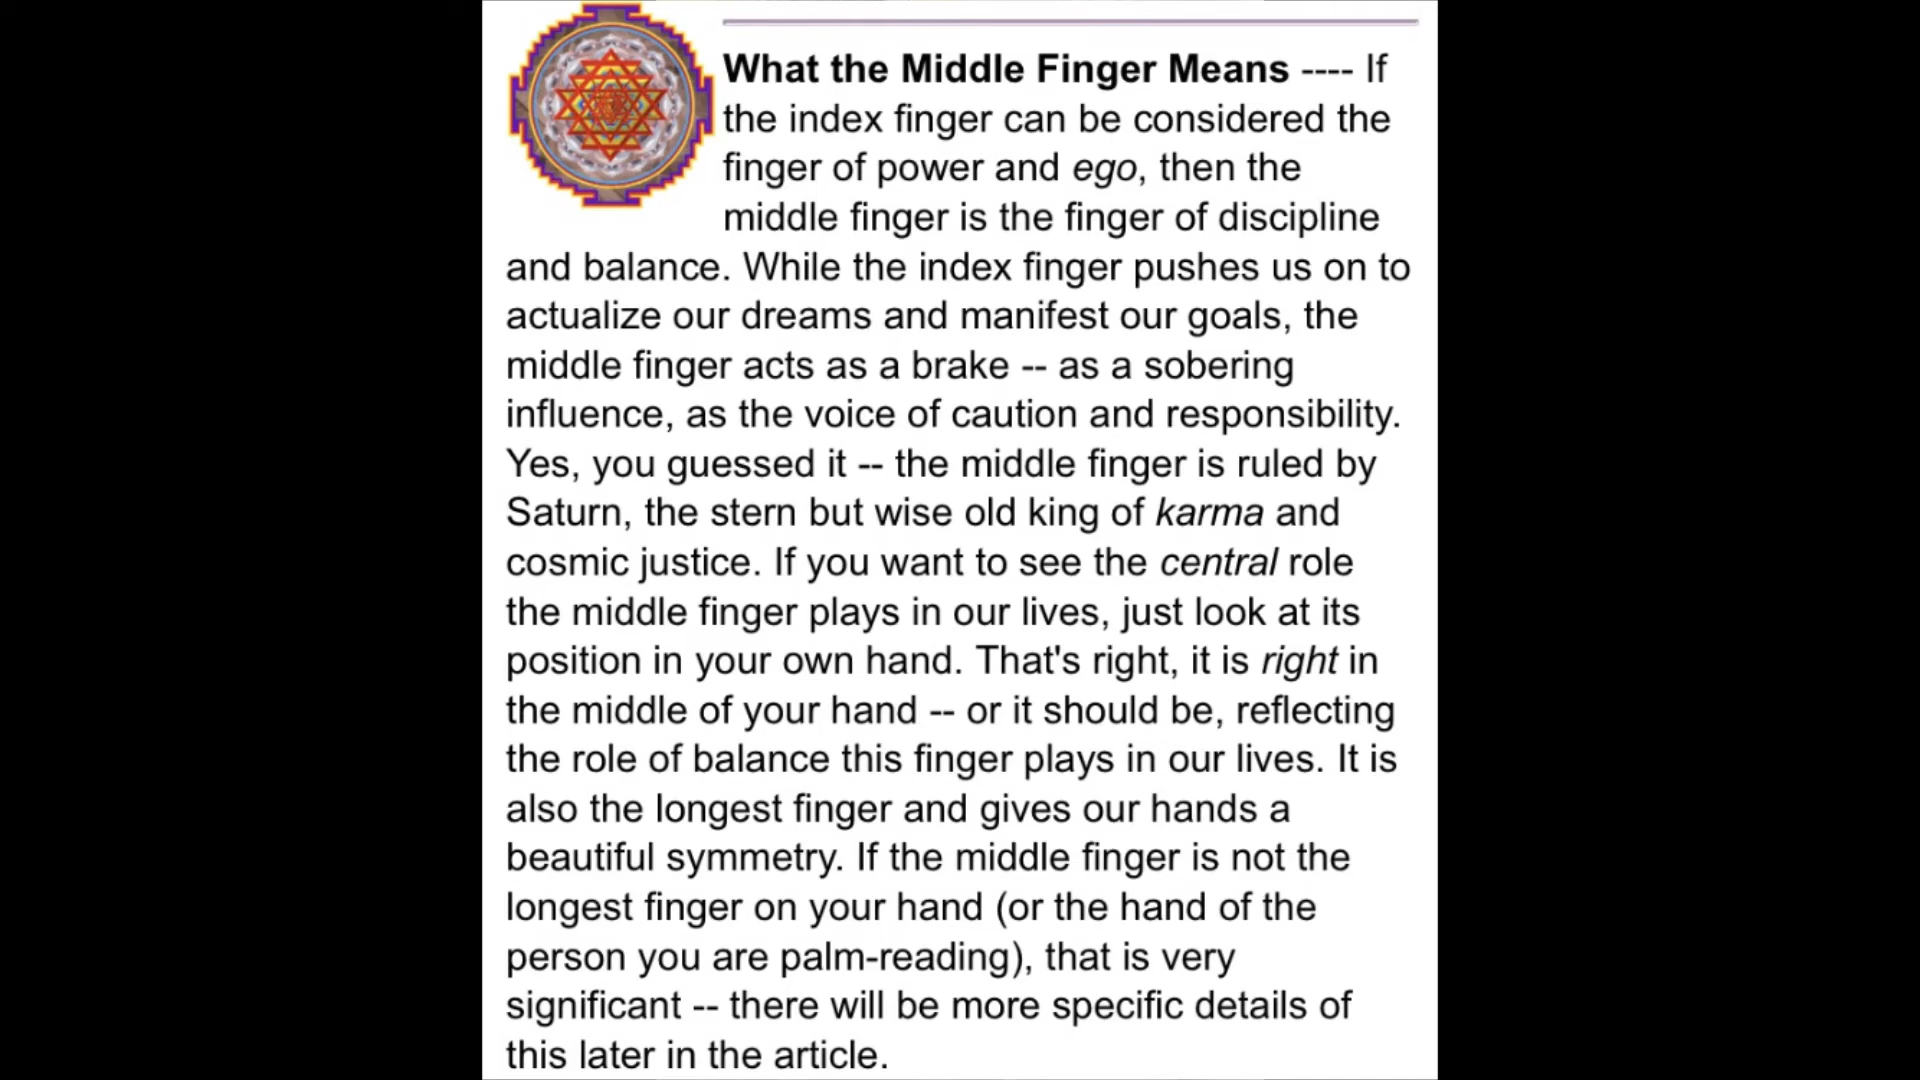 What the Middle Finger Means ---- If
the index finger can be considered the
finger of power and ego, then the
middle finger is the finger of discipline
and balance. While the index finger pushes us on to
actualize our dreams and manifest our goals, the
middle finger acts as a brake -- as a sobering
influence, as the voice of caution and responsibility.
Yes, you guessed it -- the middle finger is ruled by
Saturn, the stern but wise old king of karma and
cosmic justice. If you want to see the central role
the middle finger plays in our lives, just look at its
position in your own hand. That's right, it is right in
the middle of your hand -- or it should be, reflecting
the role of balance this finger plays in our lives. It is
also the longest finger and gives our hands a
beautiful symmetry. If the middle finger is not the
longest finger on your hand (or the hand of the
person you are palm-reading), that is very
significant -- there will be more specific details of
this later in the article.